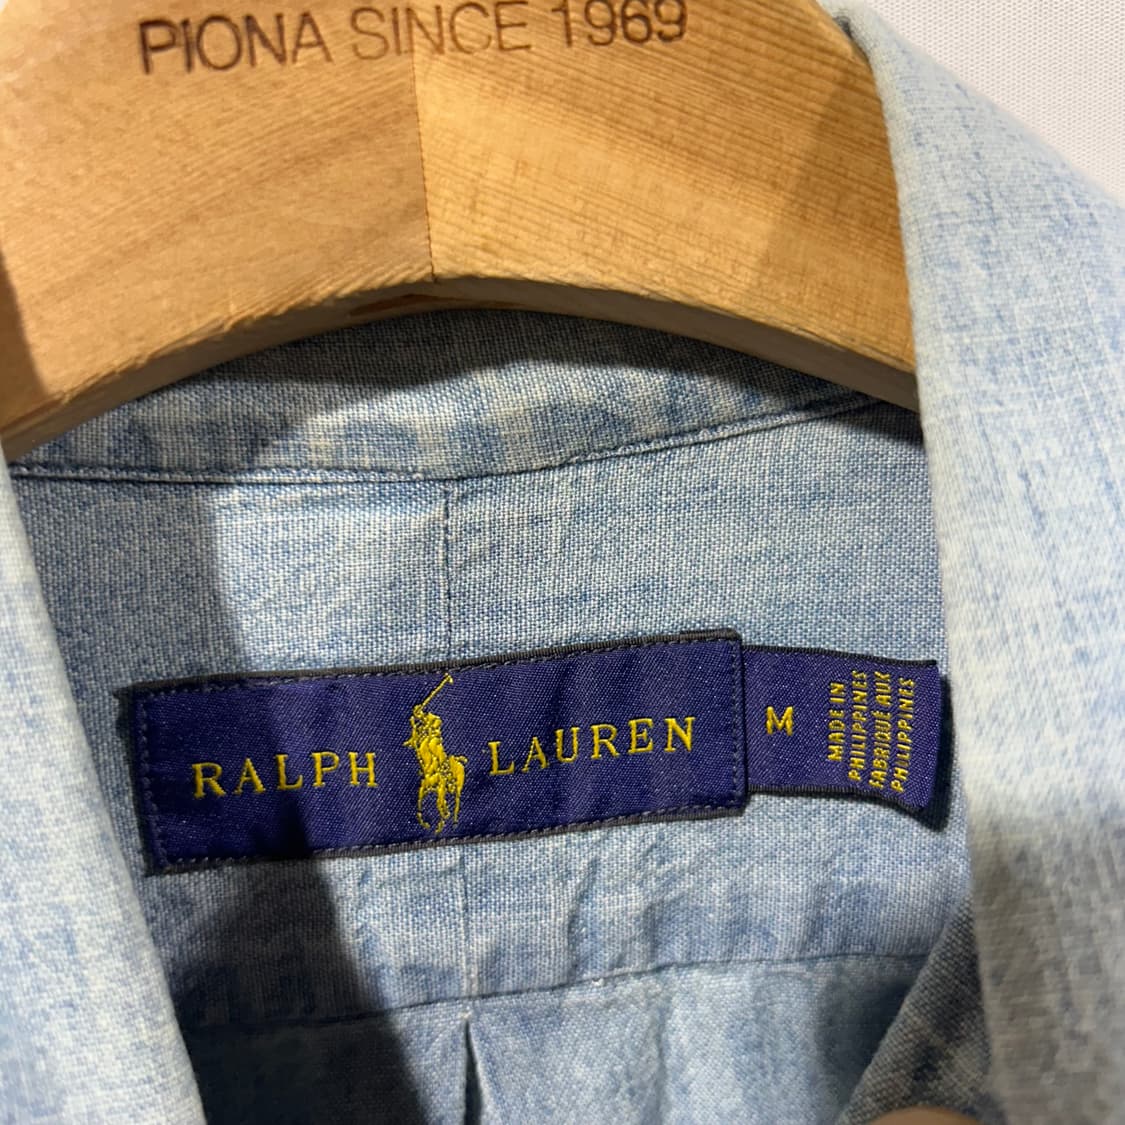 PIONA SINCE 1969
RALPH LAUREN
M
MADE IN
PHILIPPINES
FABRIQUÉ AUX
PHILIPPINES